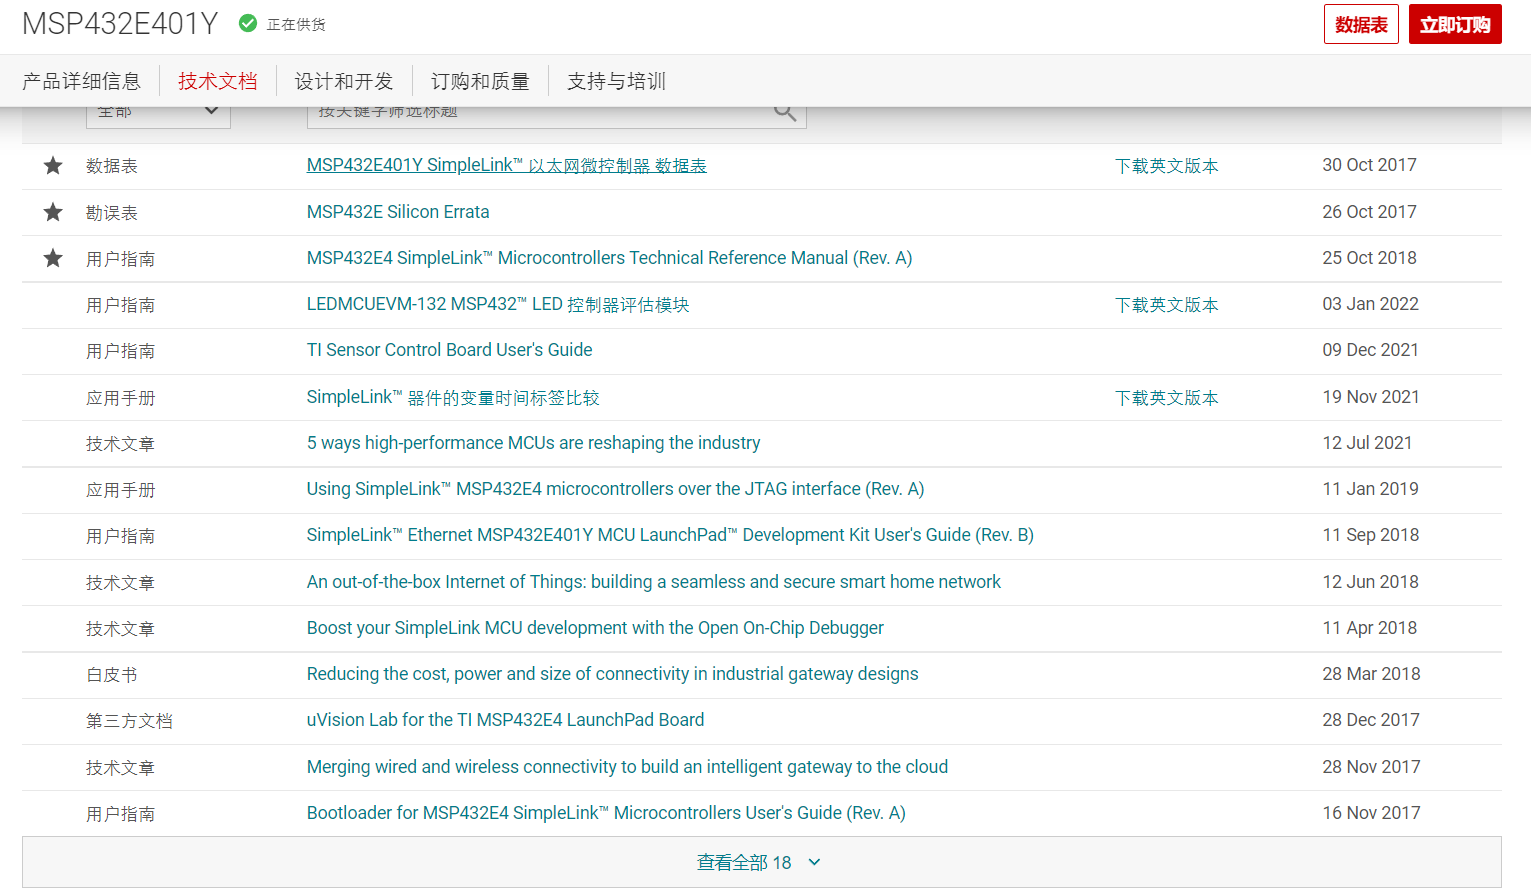 MSP432E401Y 正在供货 数据表 立即订购
产品详细信息 技术文档 设计和开发 订购和质量 支持与培训
全部 按关键字筛选标题
★ 数据表 MSP432E401Y SimpleLink™ 以太网微控制器 数据表 下载英文版本 30 Oct 2017
★ 勘误表 MSP432E Silicon Errata 26 Oct 2017
★ 用户指南 MSP432E4 SimpleLink™ Microcontrollers Technical Reference Manual (Rev. A) 25 Oct 2018
用户指南 LEDMCUEVM-132 MSP432™ LED 控制器评估模块 下载英文版本 03 Jan 2022
用户指南 TI Sensor Control Board User's Guide 09 Dec 2021
应用手册 SimpleLink™ 器件的变量时间标签比较 下载英文版本 19 Nov 2021
技术文章 5 ways high-performance MCUs are reshaping the industry 12 Jul 2021
应用手册 Using SimpleLink™ MSP432E4 microcontrollers over the JTAG interface (Rev. A) 11 Jan 2019
用户指南 SimpleLink™ Ethernet MSP432E401Y MCU LaunchPad™ Development Kit User's Guide (Rev. B) 11 Sep 2018
技术文章 An out-of-the-box Internet of Things: building a seamless and secure smart home network 12 Jun 2018
技术文章 Boost your SimpleLink MCU development with the Open On-Chip Debugger 11 Apr 2018
白皮书 Reducing the cost, power and size of connectivity in industrial gateway designs 28 Mar 2018
第三方文档 uVision Lab for the TI MSP432E4 LaunchPad Board 28 Dec 2017
技术文章 Merging wired and wireless connectivity to build an intelligent gateway to the cloud 28 Nov 2017
用户指南 Bootloader for MSP432E4 SimpleLink™ Microcontrollers User's Guide (Rev. A) 16 Nov 2017
查看全部 18